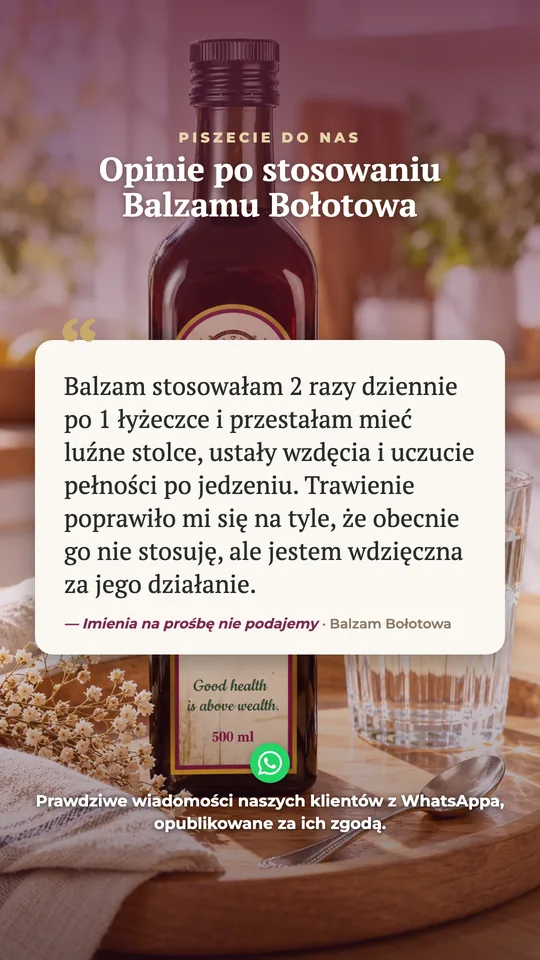 PISZECIE DO NAS
Opinie po stosowaniu
Balzamu Bołotowa
Balzam stosowałam 2 razy dziennie
po 1 łyżeczce i przestałam mieć
luźne stolce, ustały wzdęcia i uczucie
pełności po jedzeniu. Trawienie
poprawiło mi się na tyle, że obecnie
go nie stosuję, ale jestem wdzięczna
za jego działanie.
— Imienia na prośbę nie podajemy · Balzam Bołotowa
Good health
is above wealth.
500 ml
Prawdziwe wiadomości naszych klientów z WhatsAppa,
opublikowane za ich zgodą.